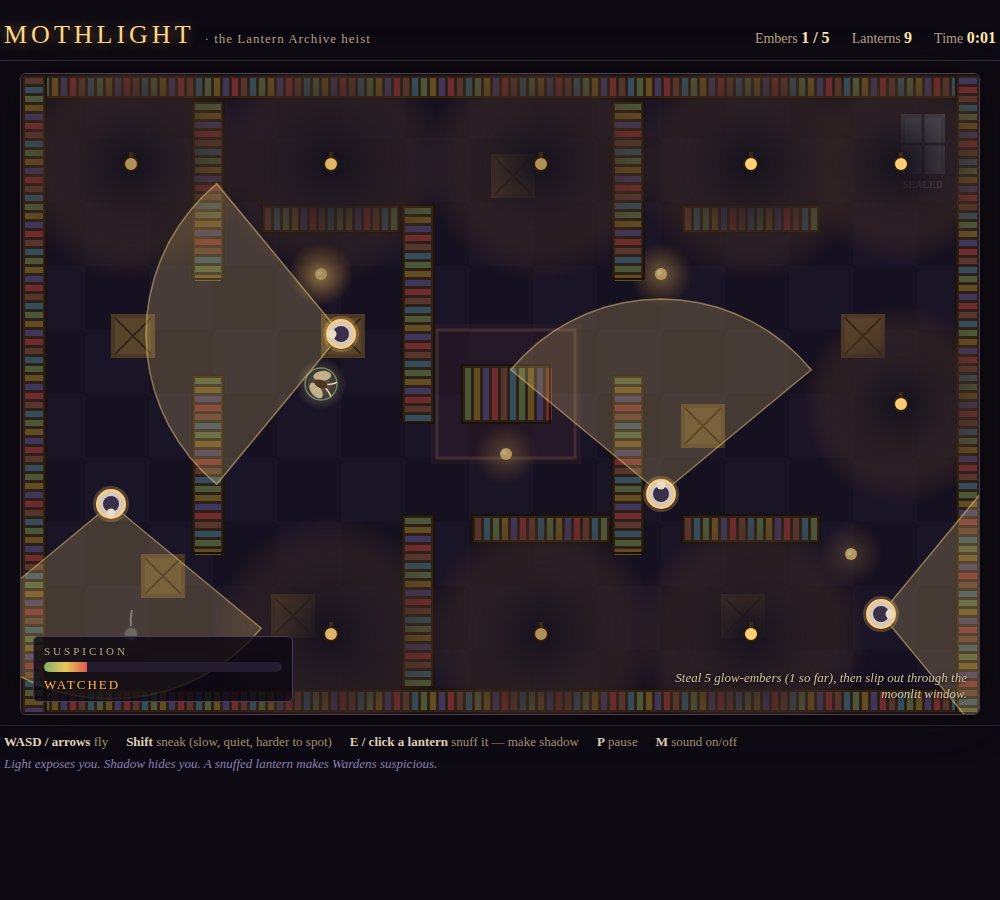 MOTHLIGHT · the Lantern Archive heist
Embers 1 / 5 Lanterns 9 Time 0:01
SEALED
SUSPICION
WATCHED
Steal 5 glow-embers (1 so far), then slip out through the
moonlit window.
WASD / arrows fly Shift sneak (slow, quiet, harder to spot) E / click a lantern snuff it — make shadow P pause M sound on/off
Light exposes you. Shadow hides you. A snuffed lantern makes Wardens suspicious.